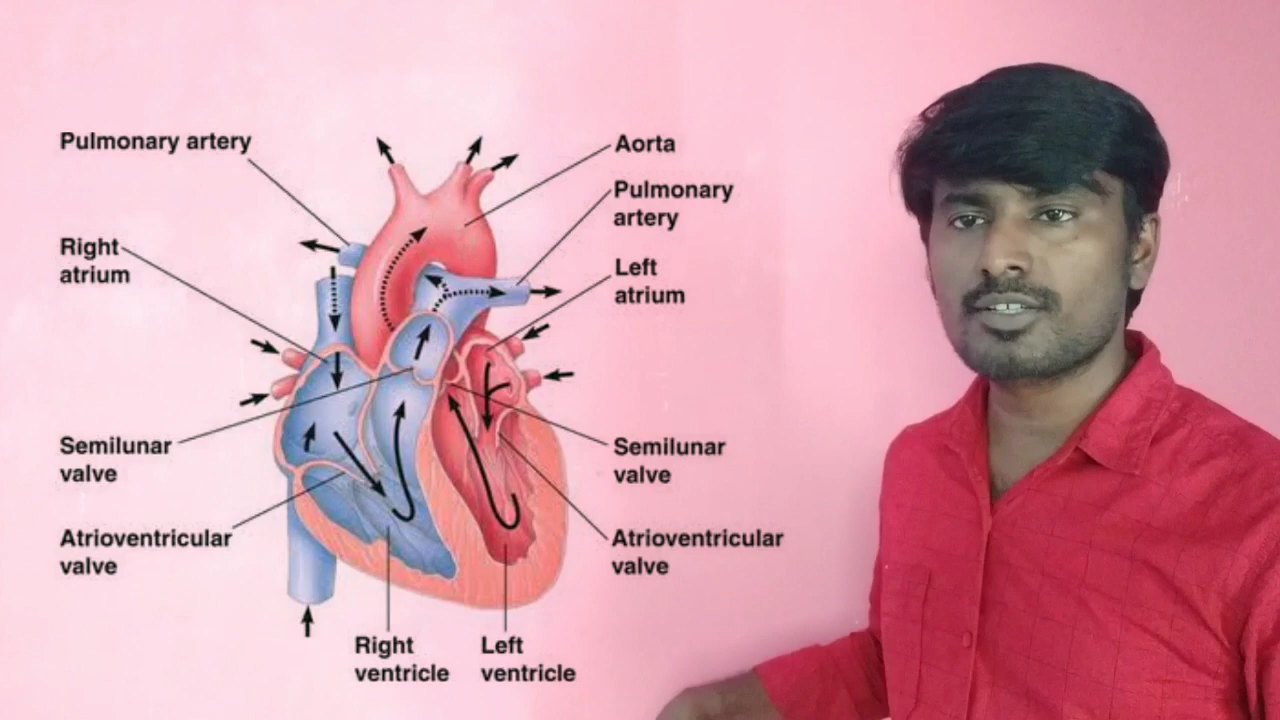 Pulmonary artery
Right
atrium
Semilunar
valve
Atrioventricular
valve
Aorta
Pulmonary
artery
Left
atrium
Semilunar
valve
Atrioventricular
valve
Right
ventricle
Left
ventricle